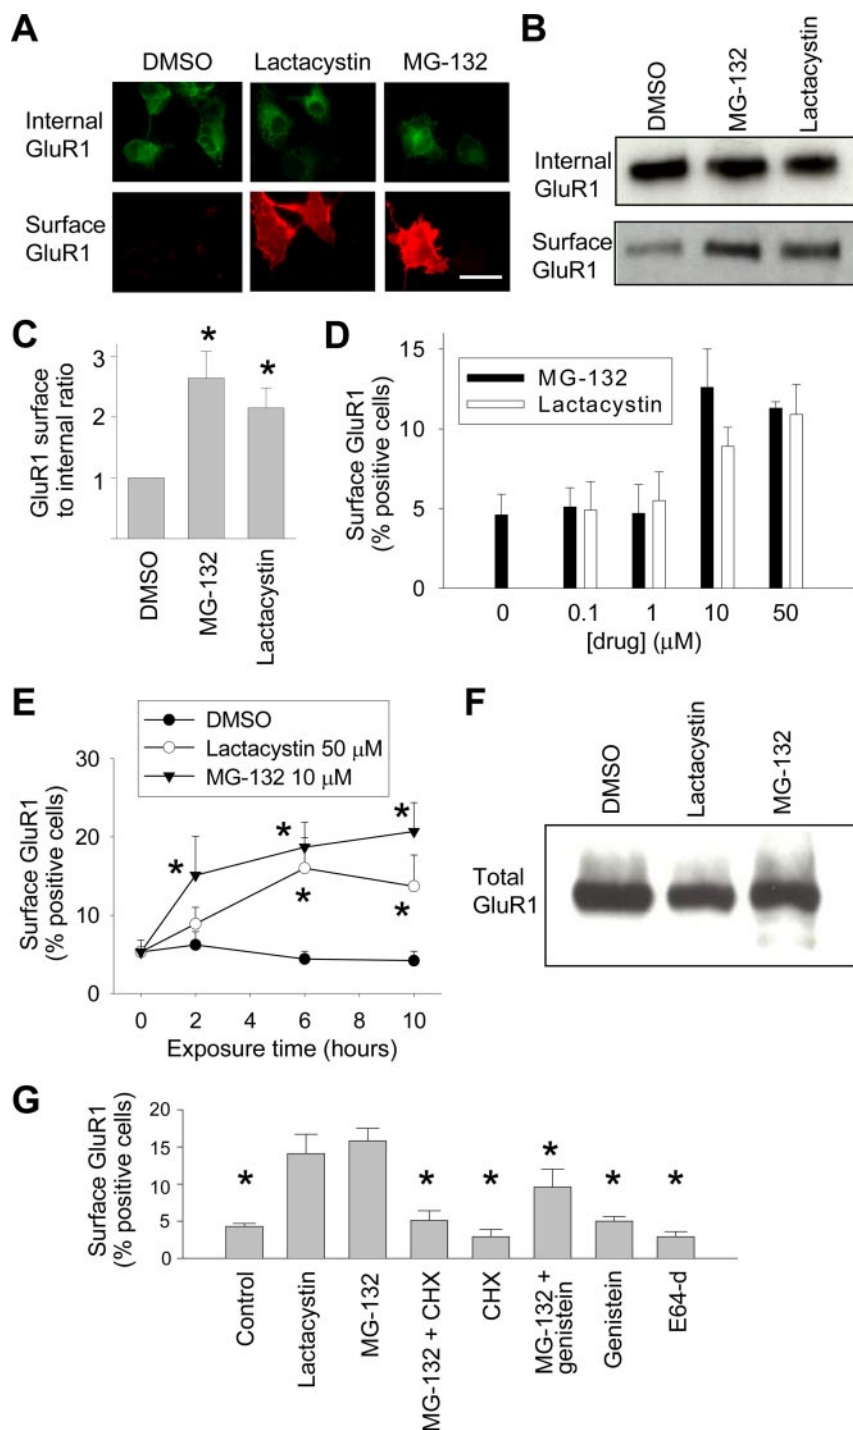 A
DMSO
Lactacystin
MG-132
Internal
GluR1
Surface
GluR1
B
DMSO
MG-132
Lactacystin
Internal
GluR1
Surface
GluR1
C
GluR1 surface
to internal ratio
3
2
1
*
*
DMSO
MG-132
Lactacystin
D
Surface GluR1
(% positive cells)
15
10
5
0
MG-132
Lactacystin
0
0.1
1
10
50
[drug] (μM)
E
DMSO
Lactacystin 50 μM
MG-132 10 μM
Surface GluR1
(% positive cells)
30
20
10
0
*
*
*
*
*
0
2
4
6
8
10
Exposure time (hours)
F
DMSO
Lactacystin
MG-132
Total
GluR1
G
Surface GluR1
(% positive cells)
20
15
10
5
0
*
*
*
*
*
*
Control
Lactacystin
MG-132
MG-132 + CHX
CHX
MG-132 +
genistein
Genistein
E64-d